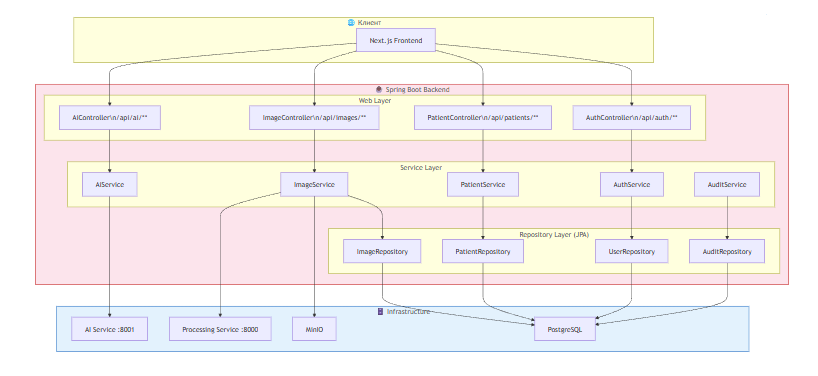 🌐 Клиент
Next.js Frontend
Spring Boot Backend
Web Layer
AIController\n/api/ai/**
ImageController\n/api/images/**
PatientController\n/api/patients/**
AuthController\n/api/auth/**
Service Layer
AIService
ImageService
PatientService
AuthService
AuditService
Repository Layer (JPA)
ImageRepository
PatientRepository
UserRepository
AuditRepository
Infrastructure
AI Service :8001
Processing Service :8000
MinIO
PostgreSQL